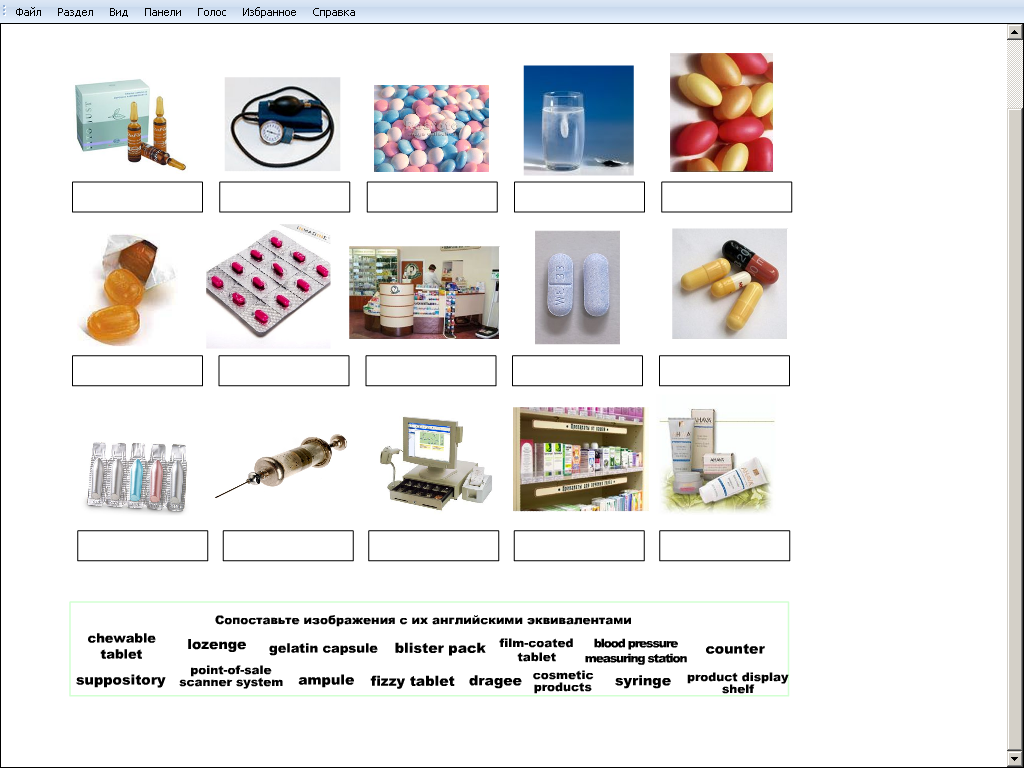 Файл Раздел Вид Панели Голос Избранное Справка
Сопоставьте изображения с их английскими эквивалентами
chewable
tablet
lozenge
gelatin capsule
blister pack
film-coated
tablet
blood pressure
measuring station
counter
suppository
point-of-sale
scanner system
ampule
fizzy tablet
dragee
cosmetic
products
syringe
product display
shelf